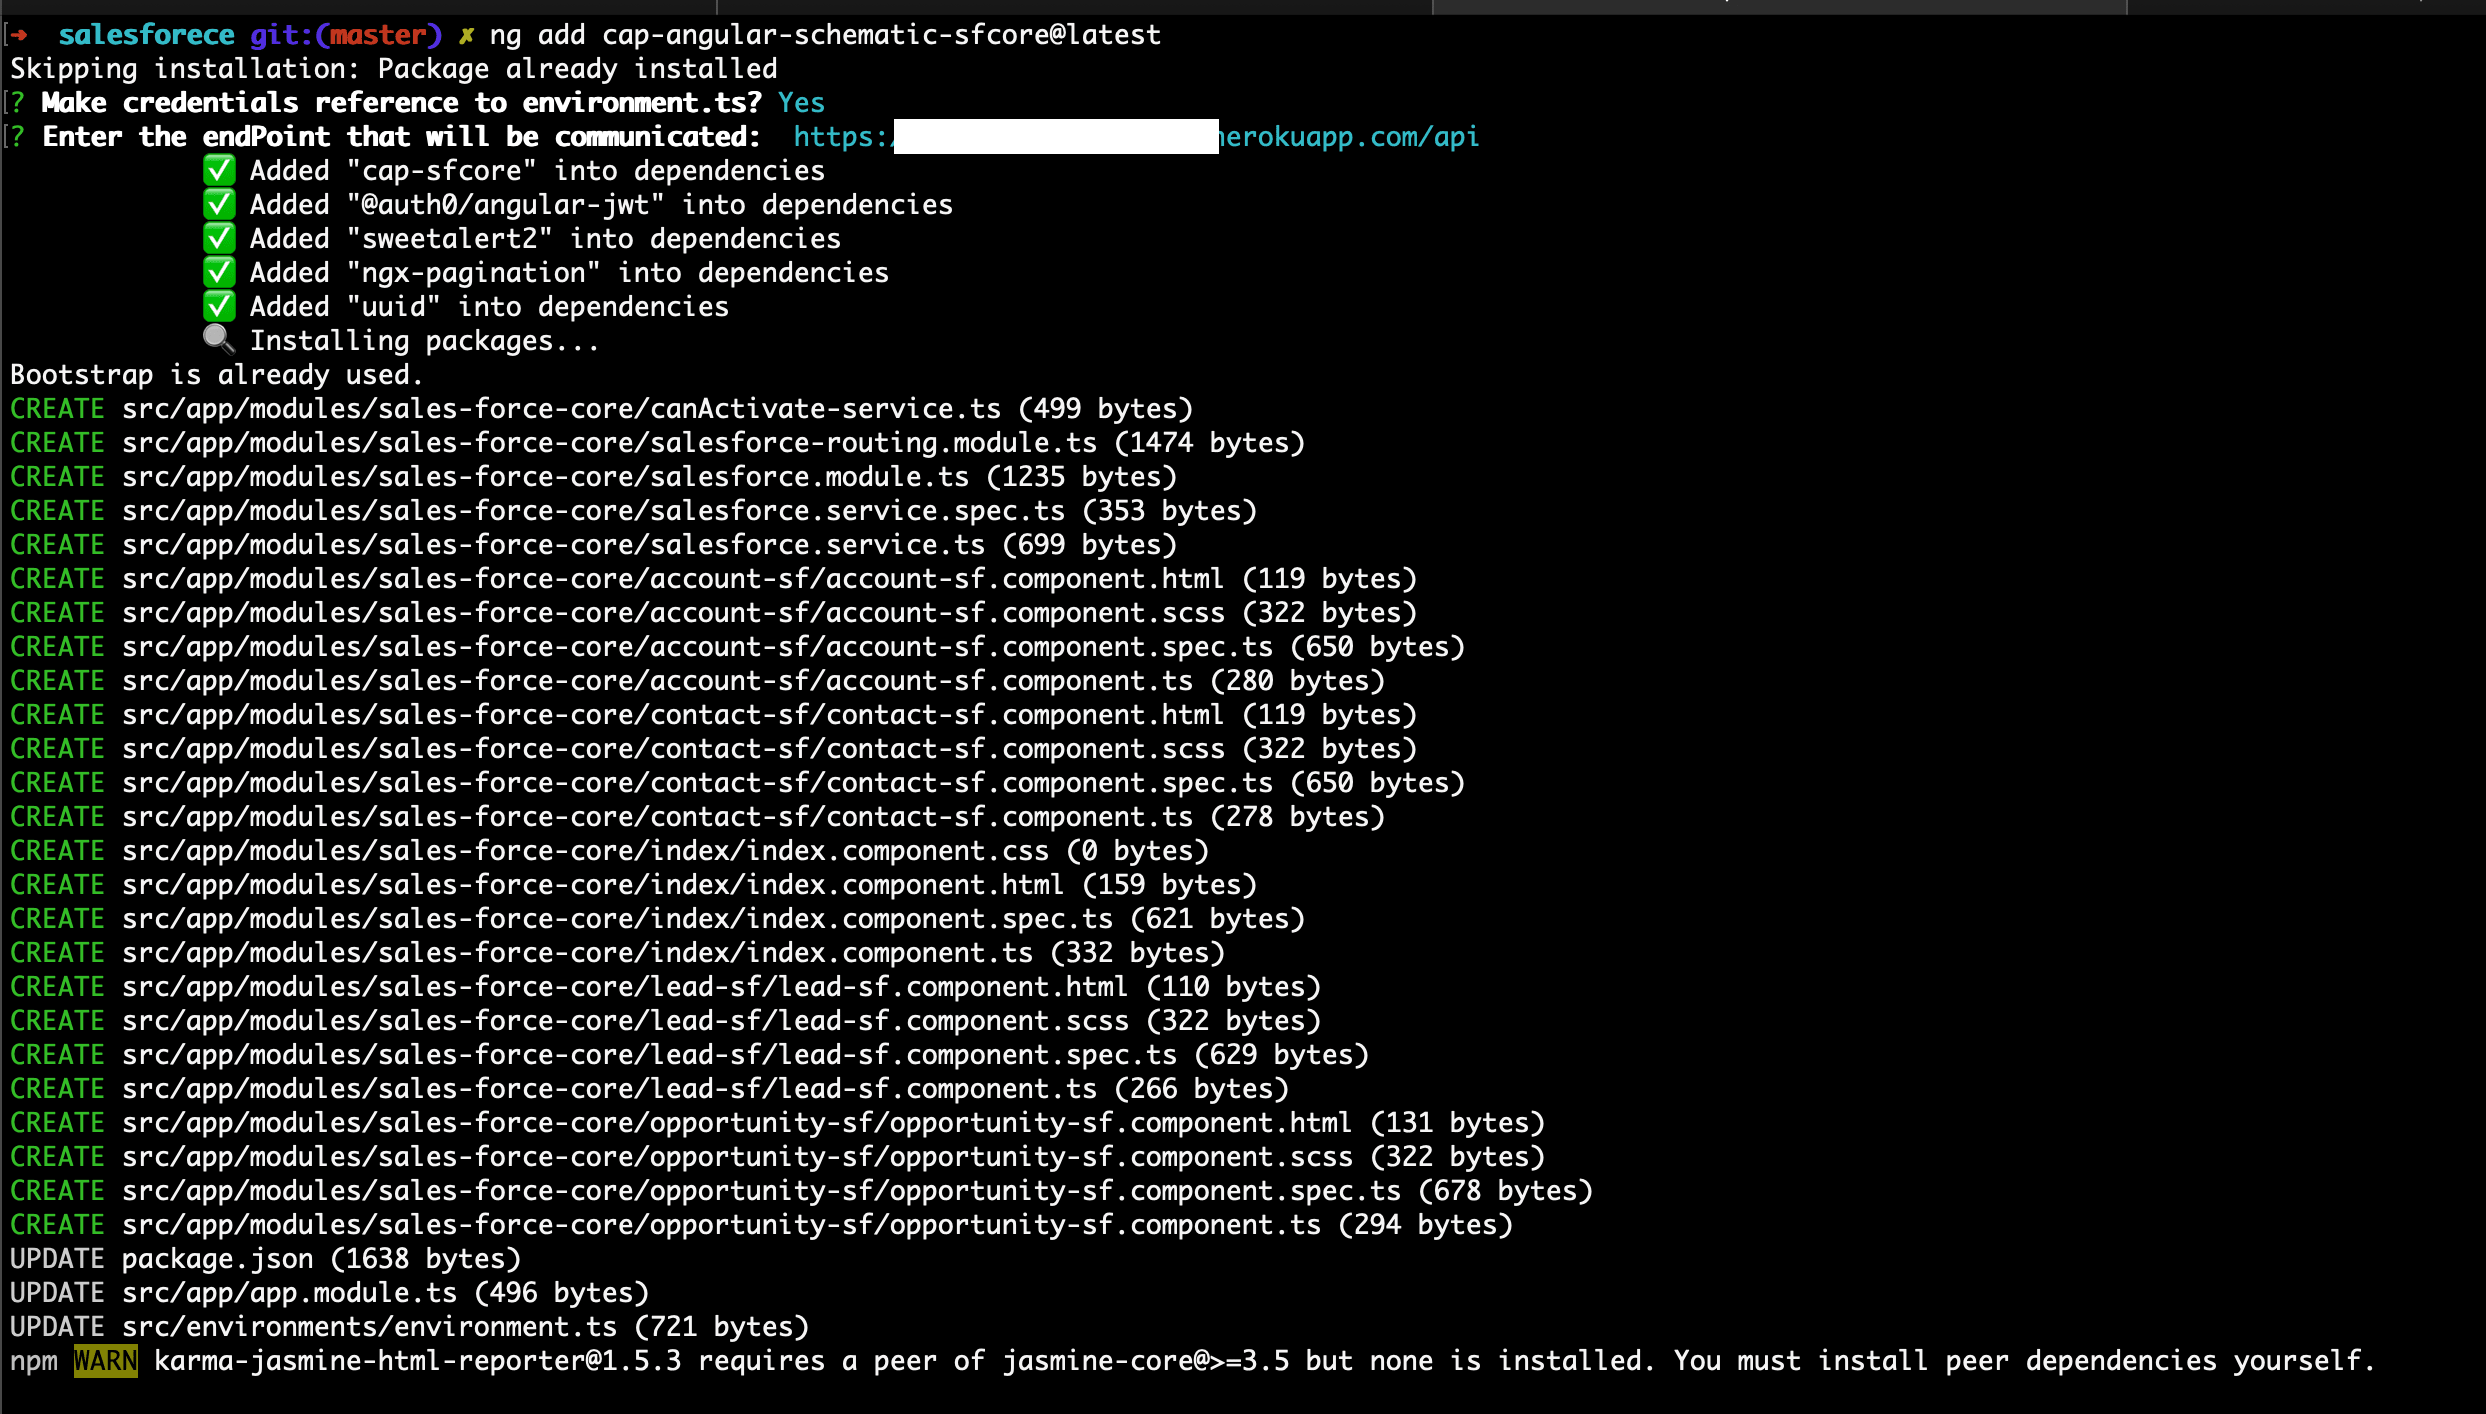 → salesforece git:(master) ✗ ng add cap-angular-schematic-sfcore@latest
Skipping installation: Package already installed
? Make credentials reference to environment.ts? Yes
? Enter the endPoint that will be communicated: https:/ herokuapp.com/api
✅ Added "cap-sfcore" into dependencies
✅ Added "@auth0/angular-jwt" into dependencies
✅ Added "sweetalert2" into dependencies
✅ Added "ngx-pagination" into dependencies
✅ Added "uuid" into dependencies
🔍 Installing packages...
Bootstrap is already used.
CREATE src/app/modules/sales-force-core/canActivate-service.ts (499 bytes)
CREATE src/app/modules/sales-force-core/salesforce-routing.module.ts (1474 bytes)
CREATE src/app/modules/sales-force-core/salesforce.module.ts (1235 bytes)
CREATE src/app/modules/sales-force-core/salesforce.service.spec.ts (353 bytes)
CREATE src/app/modules/sales-force-core/salesforce.service.ts (699 bytes)
CREATE src/app/modules/sales-force-core/account-sf/account-sf.component.html (119 bytes)
CREATE src/app/modules/sales-force-core/account-sf/account-sf.component.scss (322 bytes)
CREATE src/app/modules/sales-force-core/account-sf/account-sf.component.spec.ts (650 bytes)
CREATE src/app/modules/sales-force-core/account-sf/account-sf.component.ts (280 bytes)
CREATE src/app/modules/sales-force-core/contact-sf/contact-sf.component.html (119 bytes)
CREATE src/app/modules/sales-force-core/contact-sf/contact-sf.component.scss (322 bytes)
CREATE src/app/modules/sales-force-core/contact-sf/contact-sf.component.spec.ts (650 bytes)
CREATE src/app/modules/sales-force-core/contact-sf/contact-sf.component.ts (278 bytes)
CREATE src/app/modules/sales-force-core/index/index.component.css (0 bytes)
CREATE src/app/modules/sales-force-core/index/index.component.html (159 bytes)
CREATE src/app/modules/sales-force-core/index/index.component.spec.ts (621 bytes)
CREATE src/app/modules/sales-force-core/index/index.component.ts (332 bytes)
CREATE src/app/modules/sales-force-core/lead-sf/lead-sf.component.html (110 bytes)
CREATE src/app/modules/sales-force-core/lead-sf/lead-sf.component.scss (322 bytes)
CREATE src/app/modules/sales-force-core/lead-sf/lead-sf.component.spec.ts (629 bytes)
CREATE src/app/modules/sales-force-core/lead-sf/lead-sf.component.ts (266 bytes)
CREATE src/app/modules/sales-force-core/opportunity-sf/opportunity-sf.component.html (131 bytes)
CREATE src/app/modules/sales-force-core/opportunity-sf/opportunity-sf.component.scss (322 bytes)
CREATE src/app/modules/sales-force-core/opportunity-sf/opportunity-sf.component.spec.ts (678 bytes)
CREATE src/app/modules/sales-force-core/opportunity-sf/opportunity-sf.component.ts (294 bytes)
UPDATE package.json (1638 bytes)
UPDATE src/app/app.module.ts (496 bytes)
UPDATE src/environments/environment.ts (721 bytes)
npm WARN karma-jasmine-html-reporter@1.5.3 requires a peer of jasmine-core@>=3.5 but none is installed. You must install peer dependencies yourself.